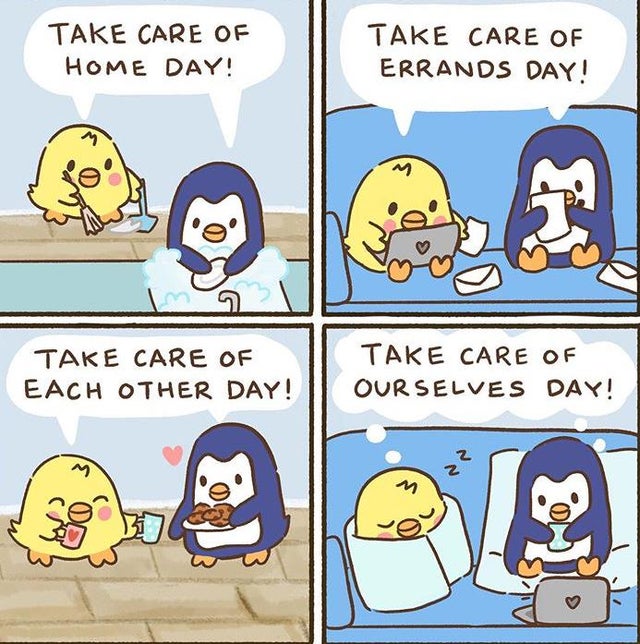 TAKE CARE OF
HOME DAY!
TAKE CARE OF
ERRANDS DAY!
TAKE CARE OF
EACH OTHER DAY!
TAKE CARE OF
OURSELVES DAY!
z z
z